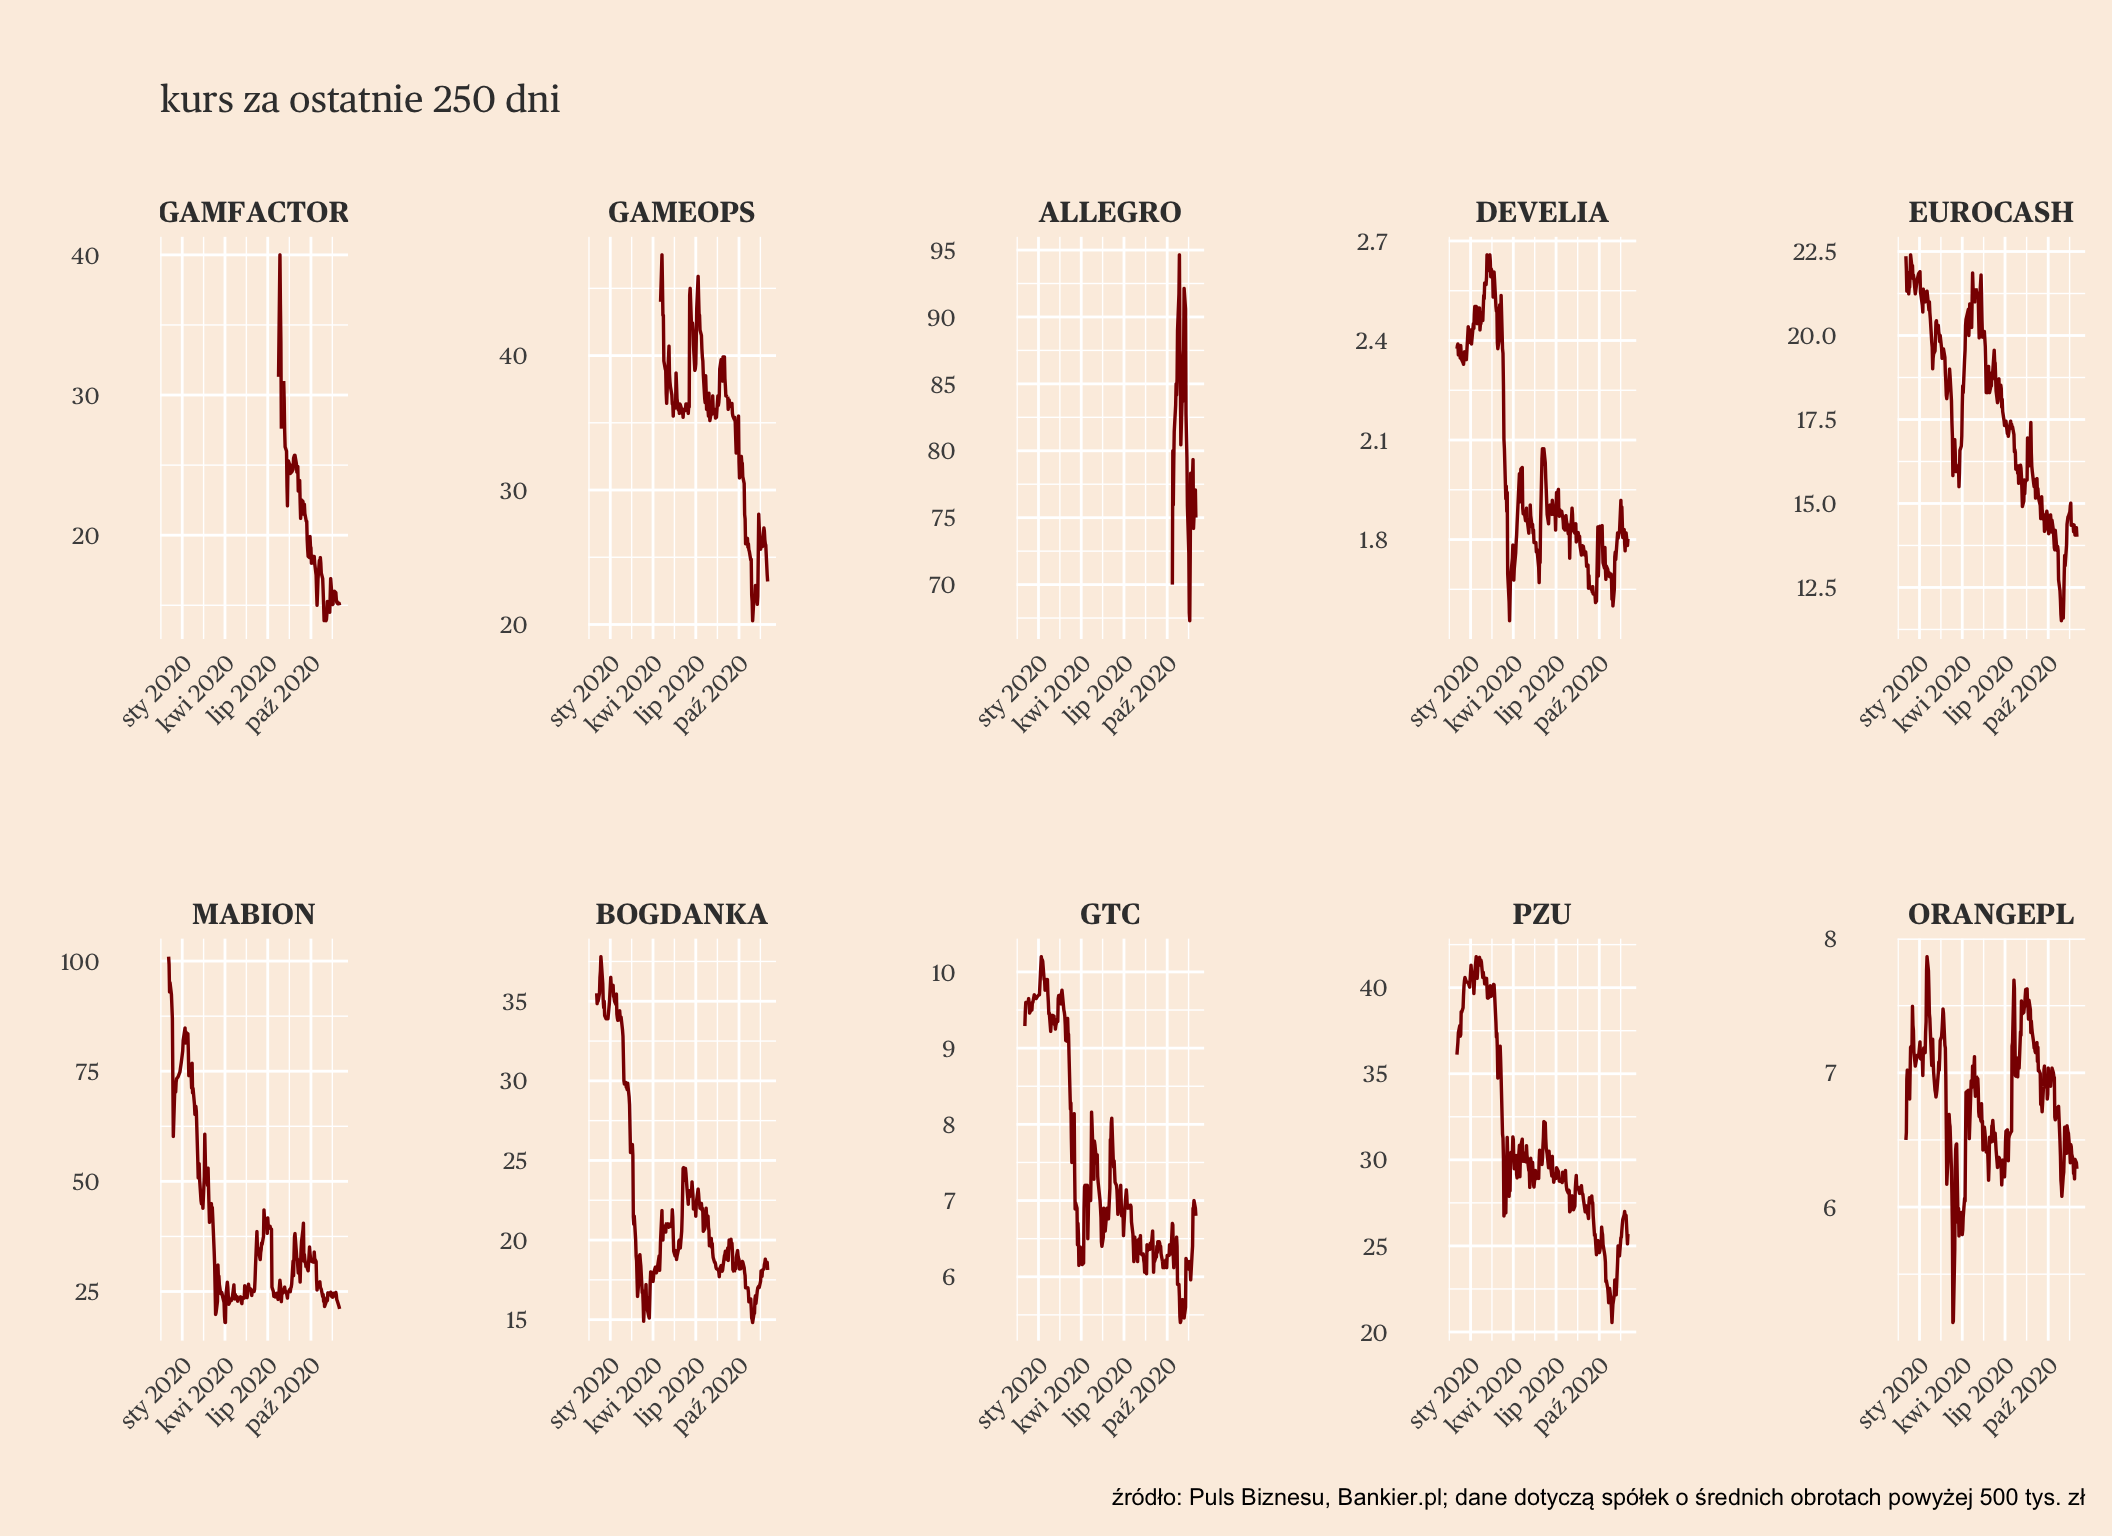 kurs za ostatnie 250 dni
GAMFACTOR
40
30
20
sty 2020
kwi 2020
lip 2020
paź 2020
GAMEOPS
40
30
20
sty 2020
kwi 2020
lip 2020
paź 2020
ALLEGRO
95
90
85
80
75
70
sty 2020
kwi 2020
lip 2020
paź 2020
DEVELIA
2.7
2.4
2.1
1.8
sty 2020
kwi 2020
lip 2020
paź 2020
EUROCASH
22.5
20.0
17.5
15.0
12.5
sty 2020
kwi 2020
lip 2020
paź 2020
MABION
100
75
50
25
sty 2020
kwi 2020
lip 2020
paź 2020
BOGDANKA
35
30
25
20
15
sty 2020
kwi 2020
lip 2020
paź 2020
GTC
10
9
8
7
6
sty 2020
kwi 2020
lip 2020
paź 2020
PZU
40
35
30
25
20
sty 2020
kwi 2020
lip 2020
paź 2020
ORANGEPL
8
7
6
sty 2020
kwi 2020
lip 2020
paź 2020
źródło: Puls Biznesu, Bankier.pl; dane dotyczą spółek o średnich obrotach powyżej 500 tys. zł